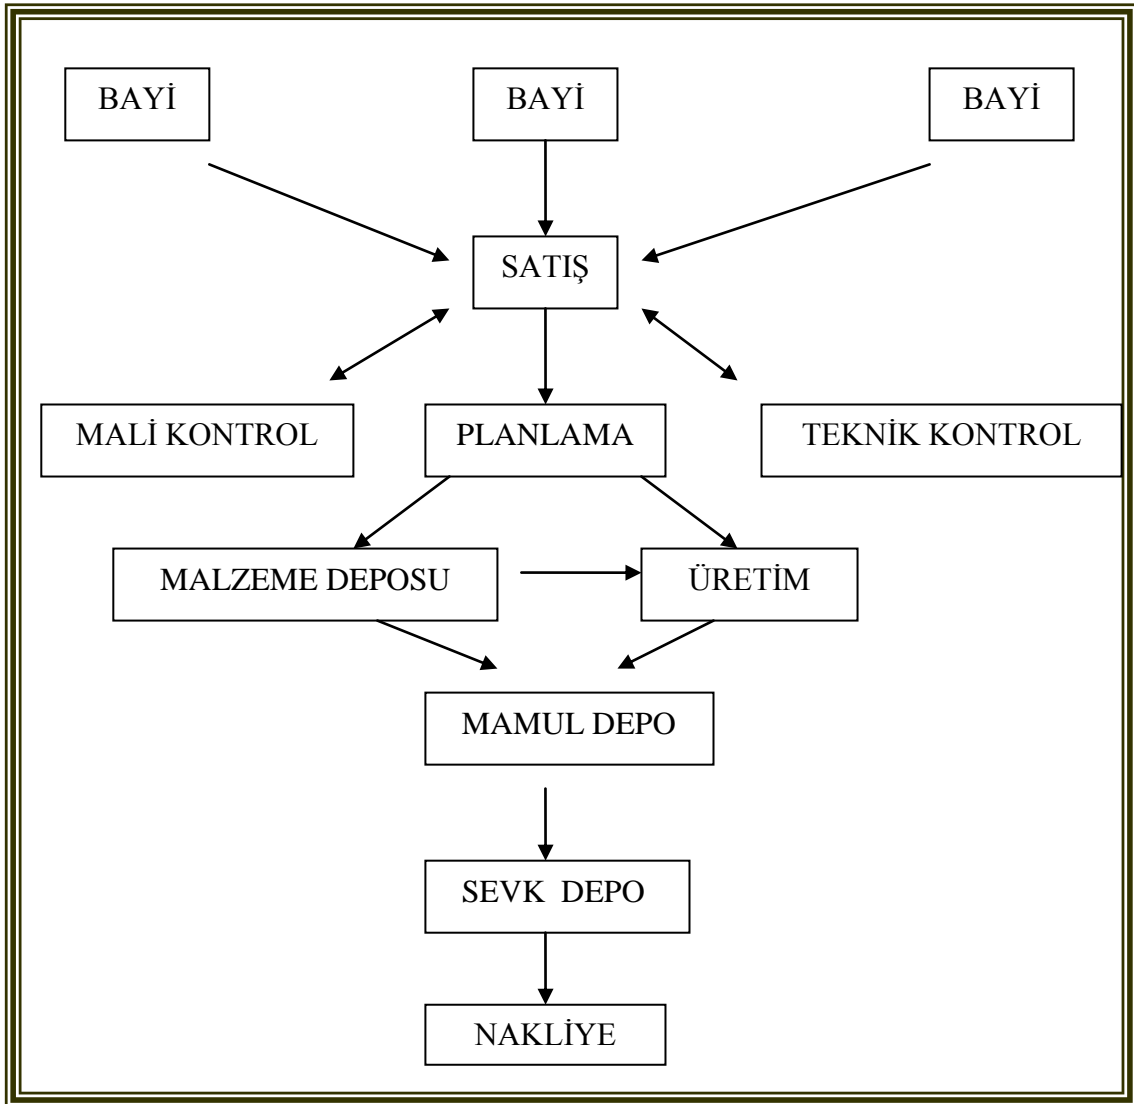 BAYİ
BAYİ
BAYİ
SATIŞ
MALİ KONTROL
PLANLAMA
TEKNİK KONTROL
MALZEME DEPOSU
ÜRETİM
MAMUL DEPO
SEVK  DEPO
NAKLİYE